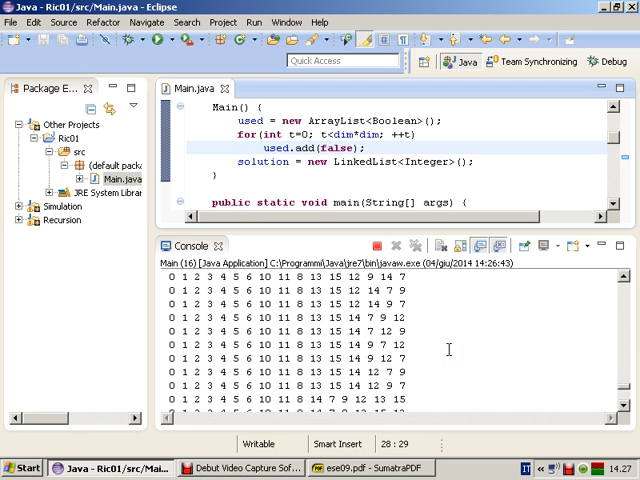 Java - Ric01/src/Main.java - Eclipse
File Edit Source Refactor Navigate Search Project Run Window Help
Quick Access
Java
Team Synchronizing
Debug
Package E...
Other Projects
Ric01
src
(default packa
Main.java
JRE System Librar
Simulation
Recursion
Main.java
Main() {
used = new ArrayList<Boolean>();
for(int t=0; t<dim*dim; ++t)
used.add(false);
solution = new LinkedList<Integer>();
}
public static void main(String[] args) {
Console
Main (16) [Java Application] C:\Programmi\Java\jre7\bin\javaw.exe (04/giu/2014 14:26:43)
0 1 2 3 4 5 6 10 11 8 13 15 12 9 14 7
0 1 2 3 4 5 6 10 11 8 13 15 12 14 7 9
0 1 2 3 4 5 6 10 11 8 13 15 12 14 9 7
0 1 2 3 4 5 6 10 11 8 13 15 14 7 9 12
0 1 2 3 4 5 6 10 11 8 13 15 14 7 12 9
0 1 2 3 4 5 6 10 11 8 13 15 14 9 7 12
0 1 2 3 4 5 6 10 11 8 13 15 14 9 12 7
0 1 2 3 4 5 6 10 11 8 13 15 14 12 7 9
0 1 2 3 4 5 6 10 11 8 13 15 14 12 9 7
0 1 2 3 4 5 6 10 11 8 14 7 9 12 13 15
Writable
Smart Insert
28 : 29
Start
Java - Ric01/src/Mai...
Debut Video Capture Sof...
ese09.pdf - SumatraPDF
IT
14.27